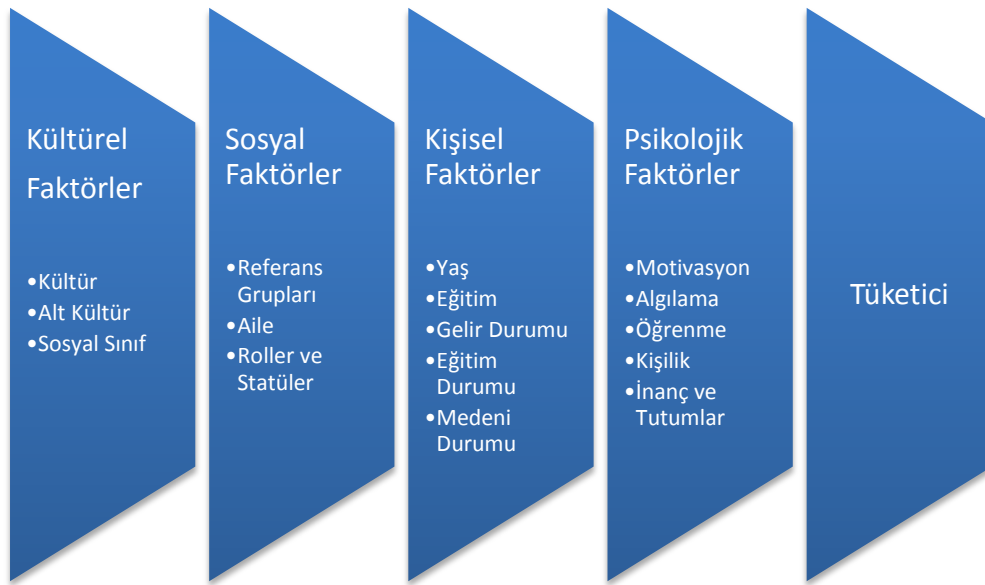 Kültürel
Faktörler
•Kültür
•Alt Kültür
•Sosyal Sınıf
Sosyal
Faktörler
•Referans
Grupları
•Aile
•Roller ve
Statüler
Kişisel
Faktörler
•Yaş
•Eğitim
•Gelir Durumu
•Eğitim
Durumu
•Medeni
Durumu
Psikolojik
Faktörler
•Motivasyon
•Algılama
•Öğrenme
•Kişilik
•İnanç ve
Tutumlar
Tüketici